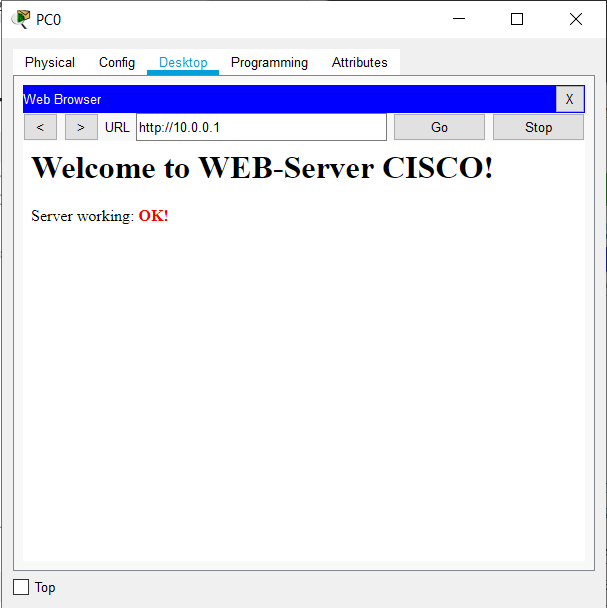 PC0
Physical Config Desktop Programming Attributes
Web Browser X
< > URL http://10.0.0.1 Go Stop
Welcome to WEB-Server CISCO!
Server working: OK!
Top